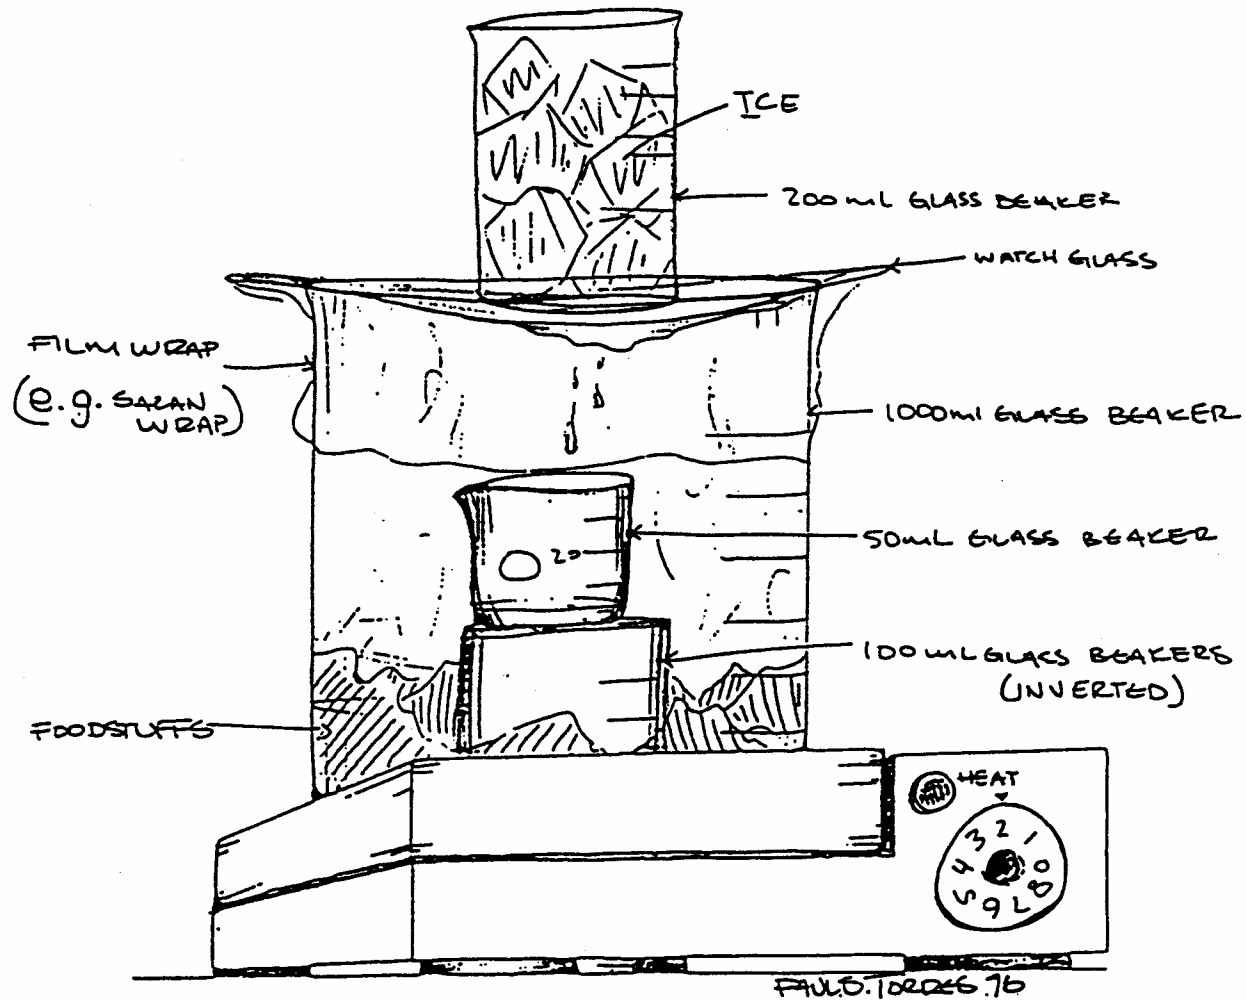 ICE
200 mL GLASS BEAKER
WATCH GLASS
FILM WRAP
(e.g. SARAN
WRAP)
1000ml GLASS BEAKER
20
50mL GLASS BEAKER
100 mL GLASS BEAKERS
(INVERTED)
FOODSTUFFS
HEAT
0 1 2 3 4 5 6 7 8
PAUL D. TORRES. 76